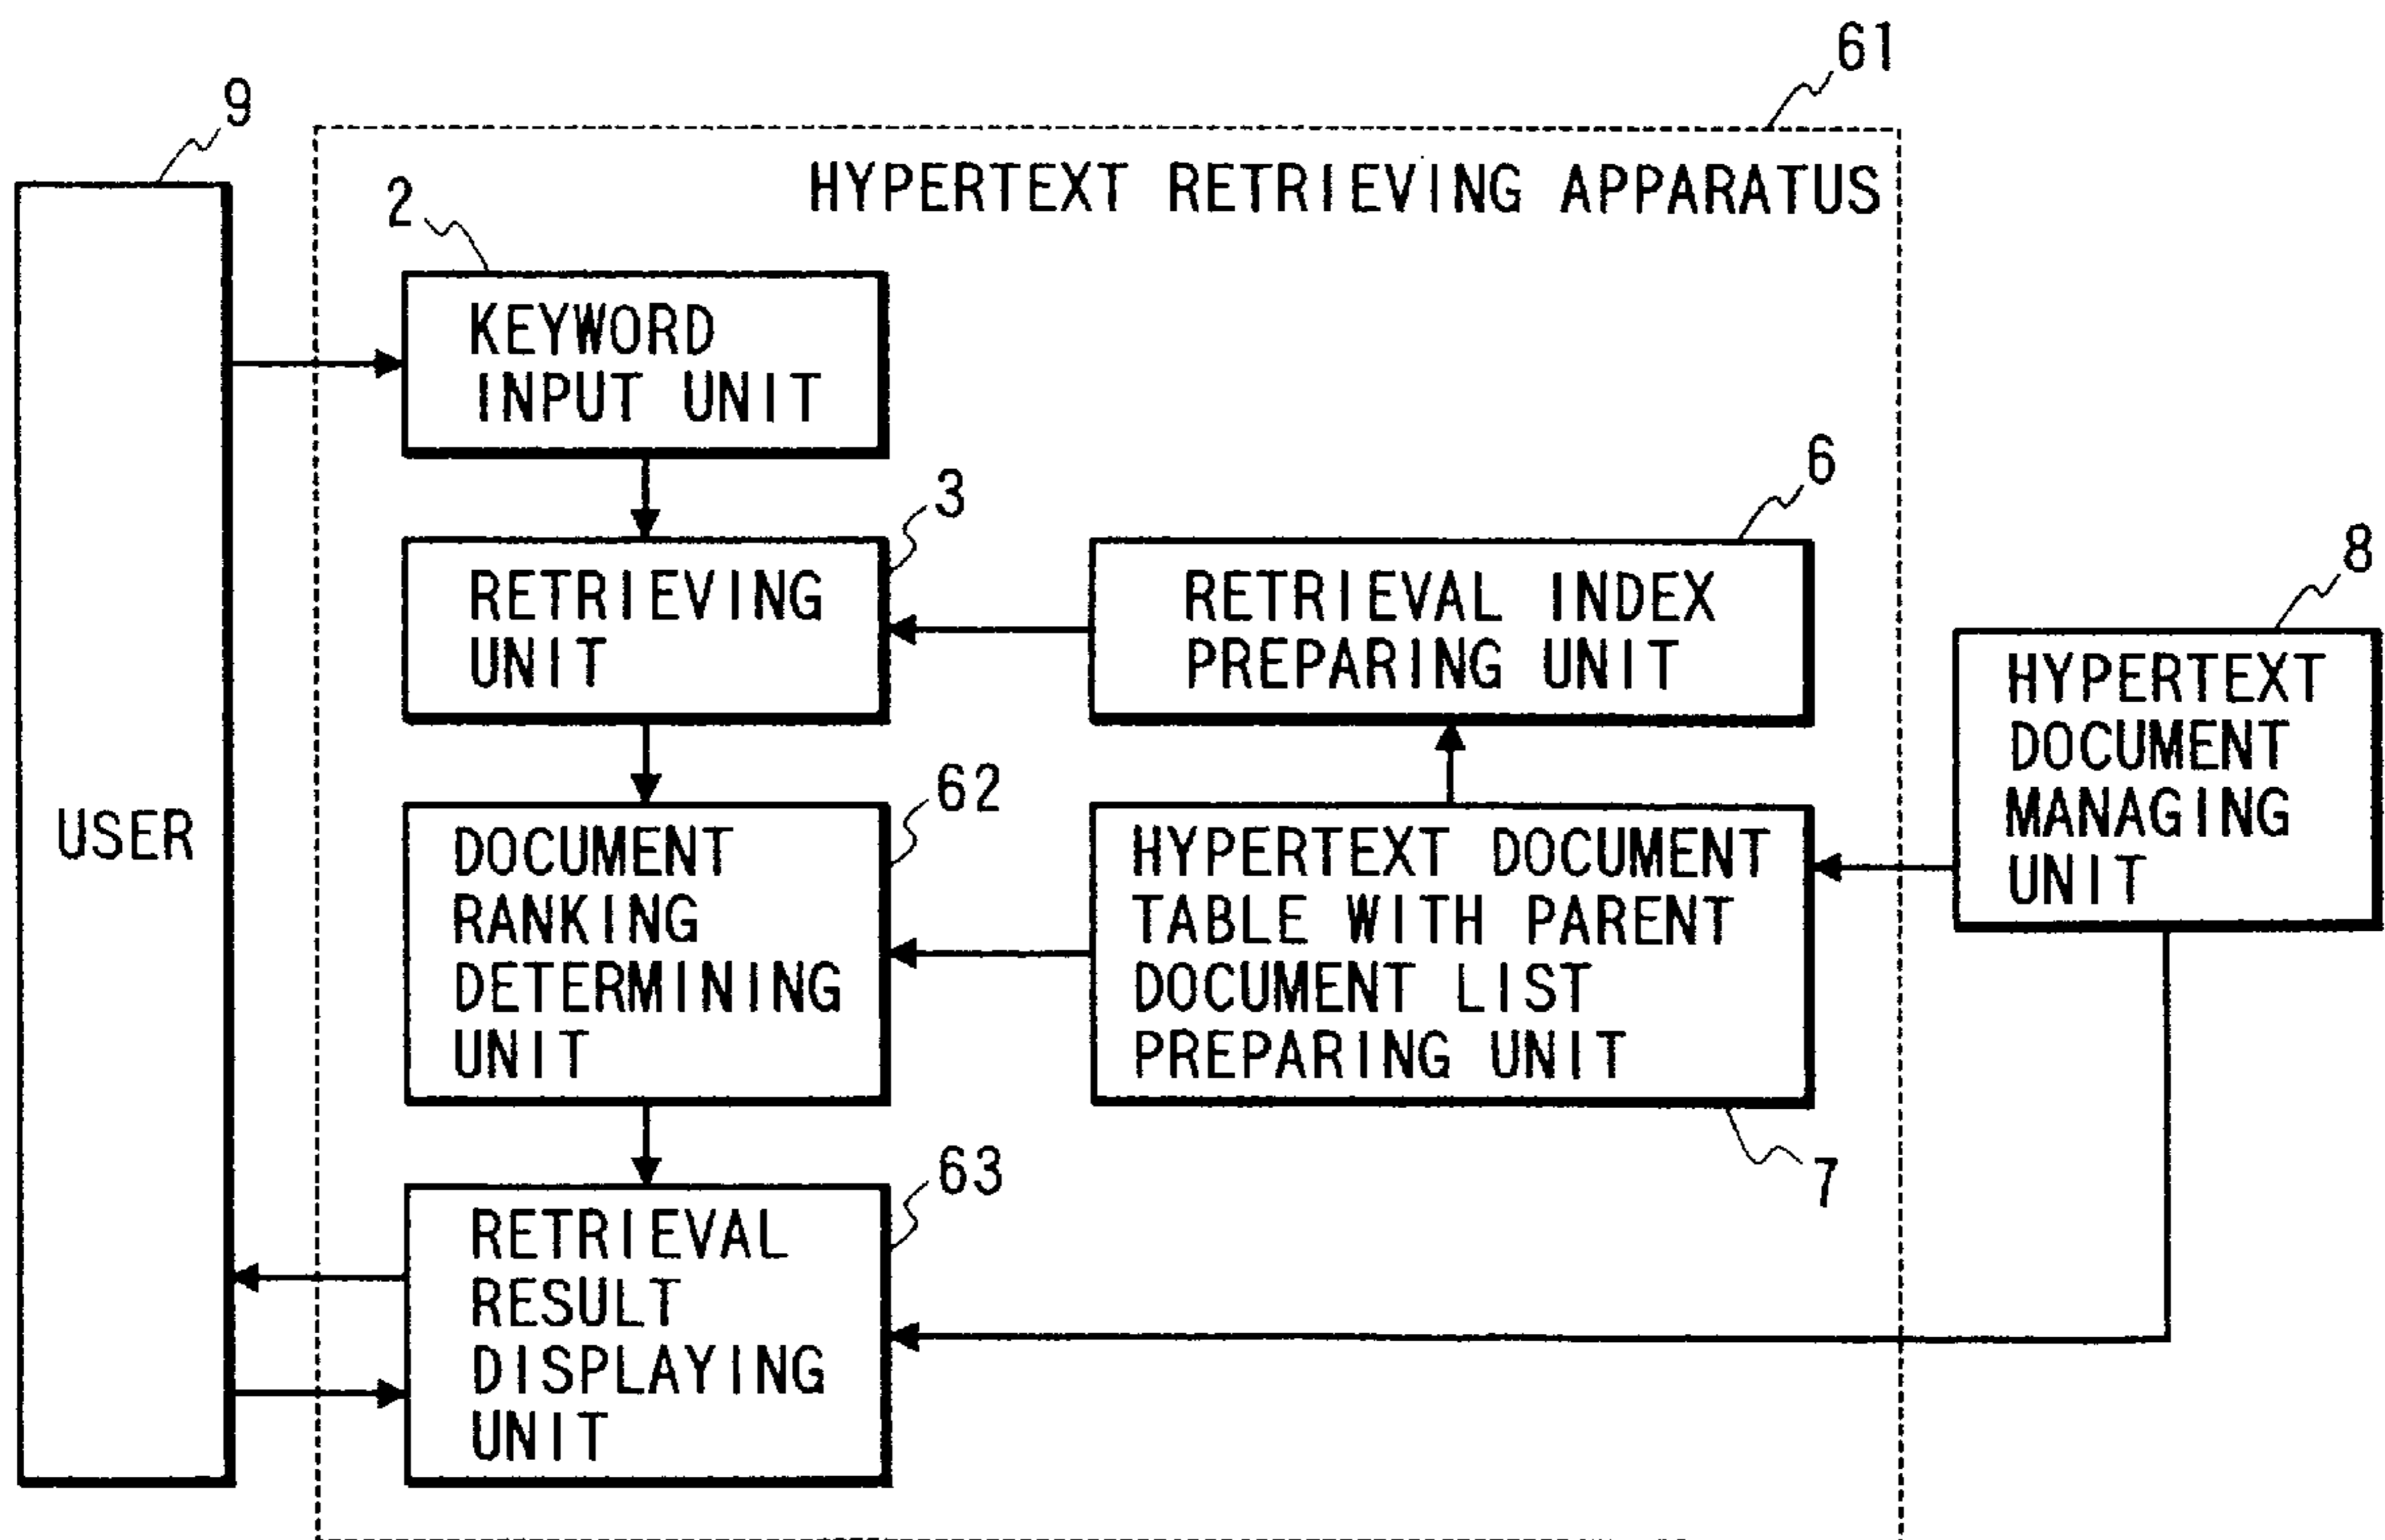 61
9
HYPERTEXT RETRIEVING APPARATUS
2
KEYWORD
INPUT UNIT
3
RETRIEVING
UNIT
6
RETRIEVAL INDEX
PREPARING UNIT
8
HYPERTEXT
DOCUMENT
MANAGING
UNIT
USER
62
DOCUMENT
RANKING
DETERMINING
UNIT
HYPERTEXT DOCUMENT
TABLE WITH PARENT
DOCUMENT LIST
PREPARING UNIT
7
63
RETRIEVAL
RESULT
DISPLAYING
UNIT